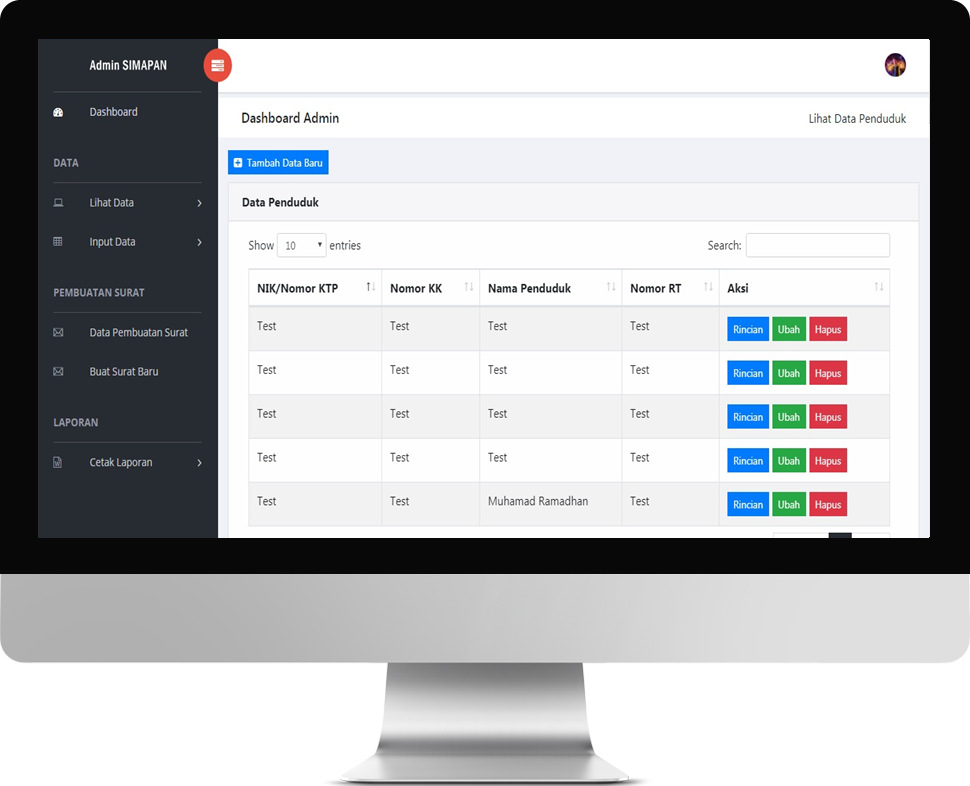 Admin SIMAPAN
Dashboard
DATA
Lihat Data
Input Data
PEMBUATAN SURAT
Data Pembuatan Surat
Buat Surat Baru
LAPORAN
Cetak Laporan
Dashboard Admin
Lihat Data Penduduk
Tambah Data Baru
Data Penduduk
Show 10 entries
Search:
NIK/Nomor KTP Nomor KK Nama Penduduk Nomor RT Aksi
Test Test Test Test Rincian Ubah Hapus
Test Test Test Test Rincian Ubah Hapus
Test Test Test Test Rincian Ubah Hapus
Test Test Test Test Rincian Ubah Hapus
Test Test Muhamad Ramadhan Test Rincian Ubah Hapus